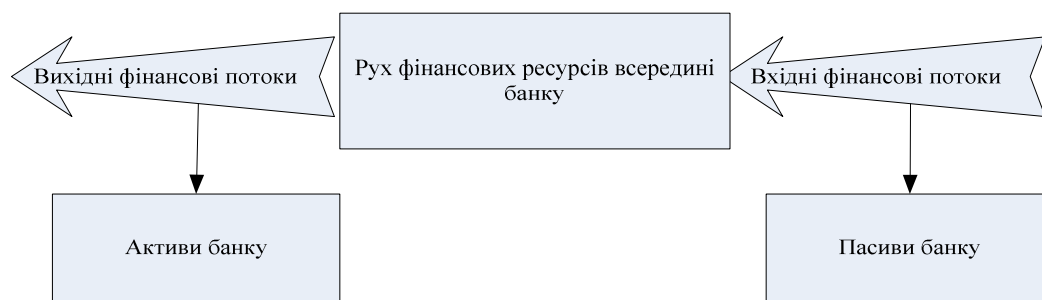 Вихідні фінансові потоки
Рух фінансових ресурсів всередині
банку
Вхідні фінансові потоки
Активи банку
Пасиви банку